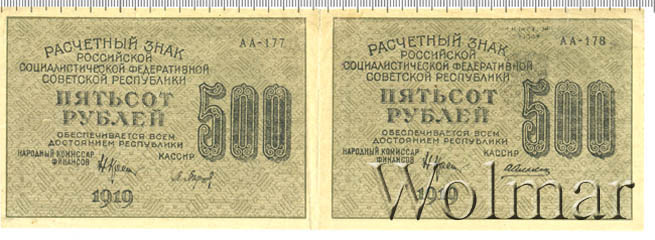 РАСЧЕТНЫЙ ЗНАК
АА-177
РОССИЙСКОЙ
СОЦИАЛИСТИЧЕСКОЙ ФЕДЕРАТИВНОЙ
СОВЕТСКОЙ РЕСПУБЛИКИ
ПЯТЬСОТ
РУБЛЕЙ
500
ОБЕСПЕЧИВАЕТСЯ ВСЕМ
ДОСТОЯНИЕМ РЕСПУБЛИКИ
НАРОДНЫЙ КОМИССАР
ФИНАНСОВ
КАССИР
1919
РАСЧЕТНЫЙ ЗНАК
АА-178
РОССИЙСКОЙ
СОЦИАЛИСТИЧЕСКОЙ ФЕДЕРАТИВНОЙ
СОВЕТСКОЙ РЕСПУБЛИКИ
ПЯТЬСОТ
РУБЛЕЙ
500
ОБЕСПЕЧИВАЕТСЯ ВСЕМ
ДОСТОЯНИЕМ РЕСПУБЛИКИ
НАРОДНЫЙ КОМИССАР
ФИНАНСОВ
КАССИР
1919
Wolmar